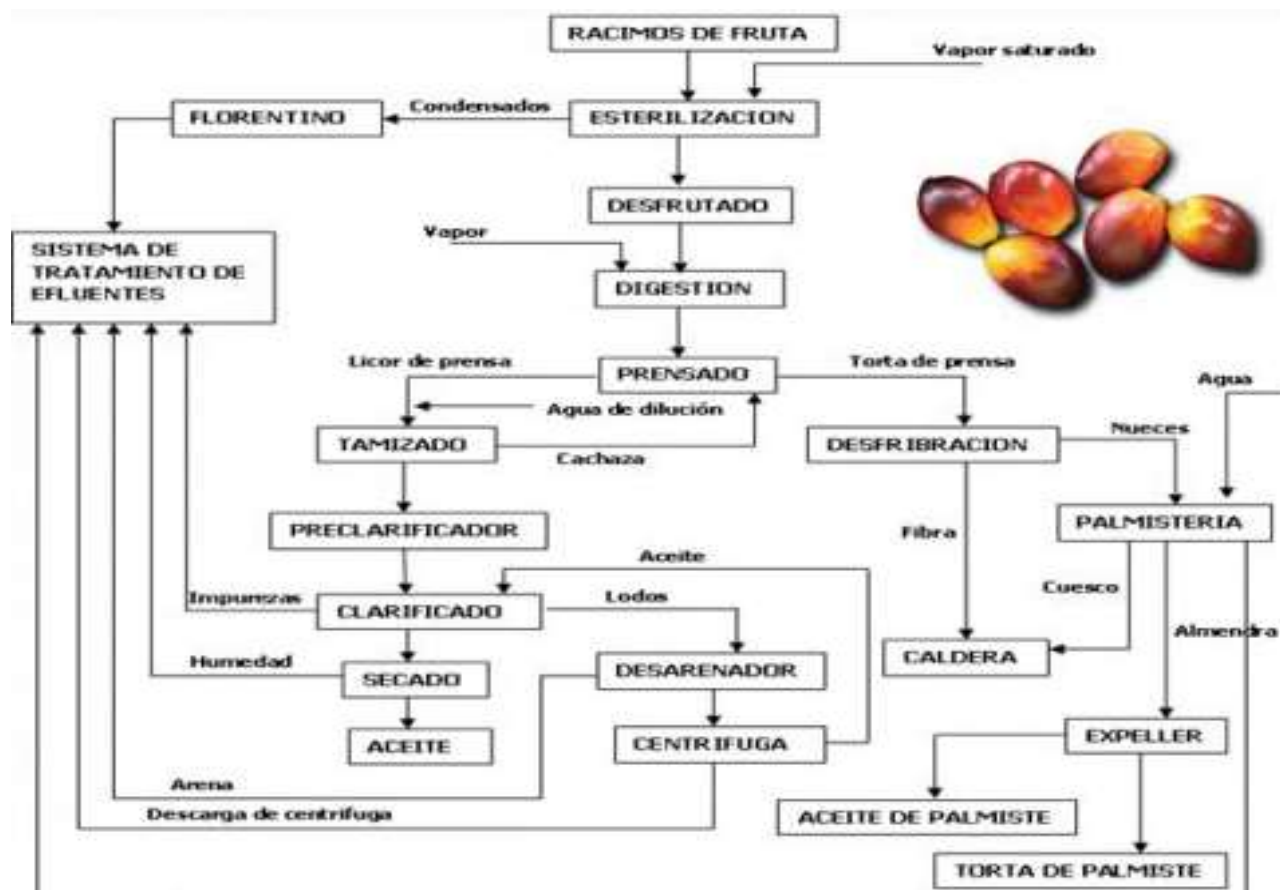 RACIMOS DE FRUTA
Vapor saturado
Condensados
FLORENTINO
ESTERILIZACION
DESFRUTADO
Vapor
SISTEMA DE
TRATAMIENTO DE
EFLUENTES
DIGESTION
Licor de prensa
PRENSADO
Torta de prensa
Agua
Agua de dilución
TAMIZADO
Cachaza
DESFRIBRACION
Nueces
PRECLARIFICADOR
PALMISTERIA
Fibra
Aceite
Cuesco
Impurezas
CLARIFICADO
Lodos
Almendra
Humedad
SECADO
DESARENADOR
CALDERA
ACEITE
CENTRIFUGA
EXPELLER
Arena
Descarga de centrífuga
ACEITE DE PALMISTE
TORTA DE PALMISTE